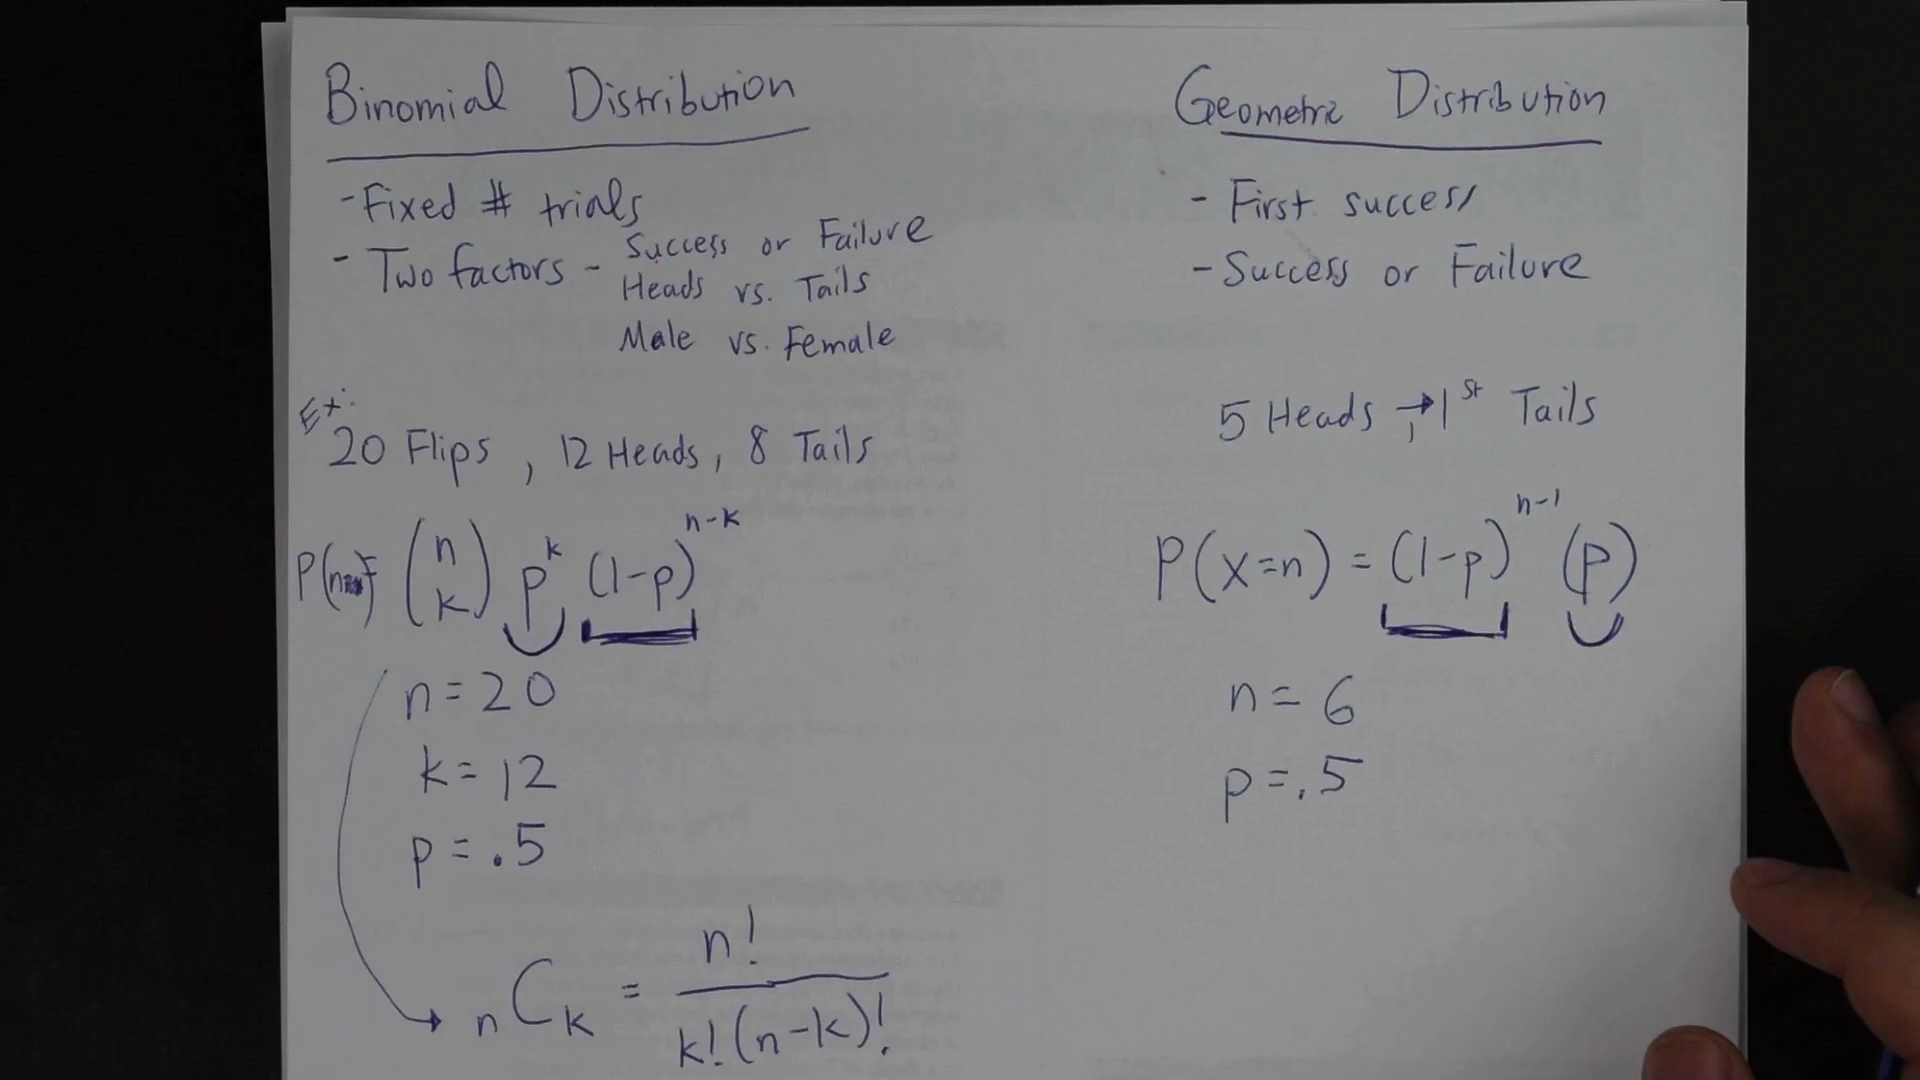 Binomial Distribution
-Fixed # trials
- Two factors - Success or Failure
Heads vs. Tails
Male vs. Female
Ex:
20 Flips, 12 Heads, 8 Tails
(n k) p^k (1-p)^n-k
n=20
k=12
p=.5
nCk = n! / k!(n-k)!
Geometric Distribution
- First success
- Success or Failure
5 Heads → 1st Tails
P(x=n) = (1-p)^n-1 (p)
n=6
p=.5